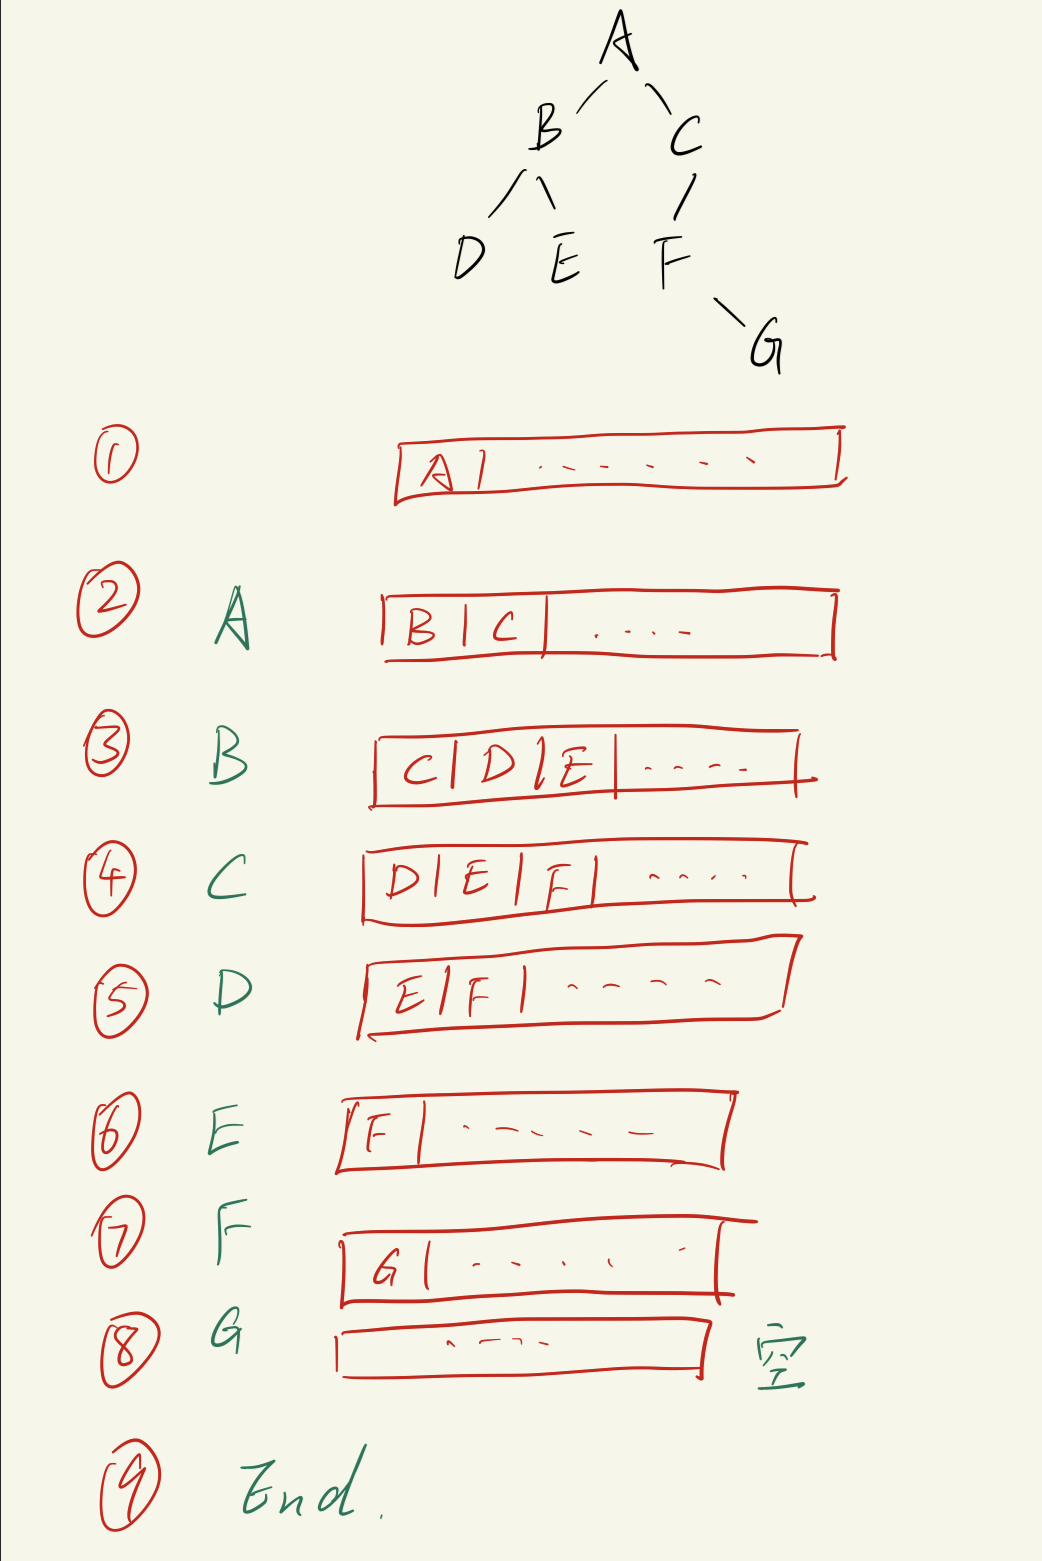 A
B C
D E F
G
① A
② A B C
③ B C D E
④ C D E F
⑤ D E F
⑥ E F
⑦ F G
⑧ G 空
⑨ End.